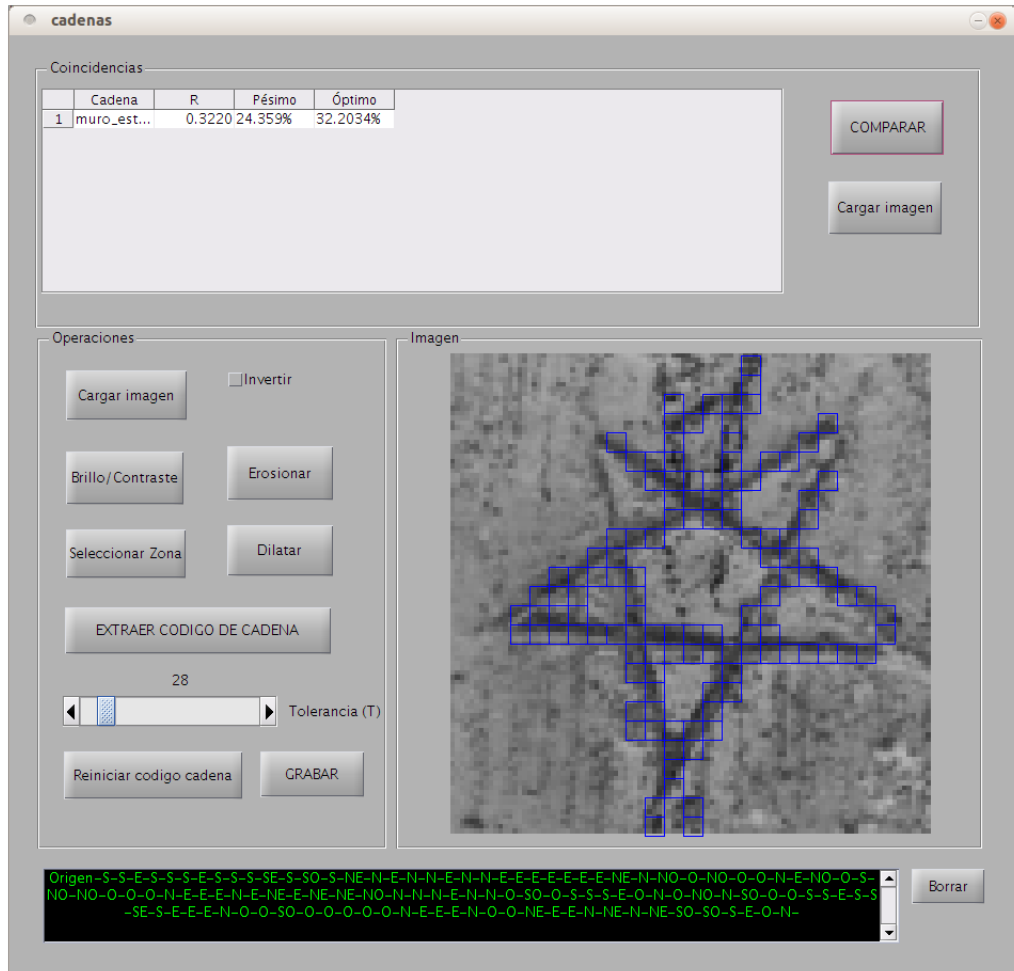 cadenas
Coincidencias
Cadena R Pésimo Óptimo
1 muro_est... 0.3220 24.359% 32.2034%
COMPARAR
Cargar imagen
Operaciones
Cargar imagen
Invertir
Brillo/Contraste
Erosionar
Seleccionar Zona
Dilatar
EXTRAER CODIGO DE CADENA
28
Tolerancia (T)
Reiniciar codigo cadena
GRABAR
Imagen
Origen-S-S-E-S-S-S-E-S-S-S-SE-S-SO-S-NE-N-E-N-N-E-N-N-E-E-E-E-E-E-E-NE-N-NO-O-NO-O-O-N-E-NO-O-S-
NO-NO-O-O-O-N-E-E-E-N-E-NE-E-NE-NE-NO-N-E-N-N-E-N-N-N-O-SO-O-S-S-S-E-O-N-O-NO-N-SO-O-O-S-S-E-S-S
-SE-S-E-E-E-N-O-O-SO-O-O-O-O-O-N-E-E-E-N-O-O-NE-E-E-N-NE-N-NE-SO-SO-S-E-O-N-
Borrar